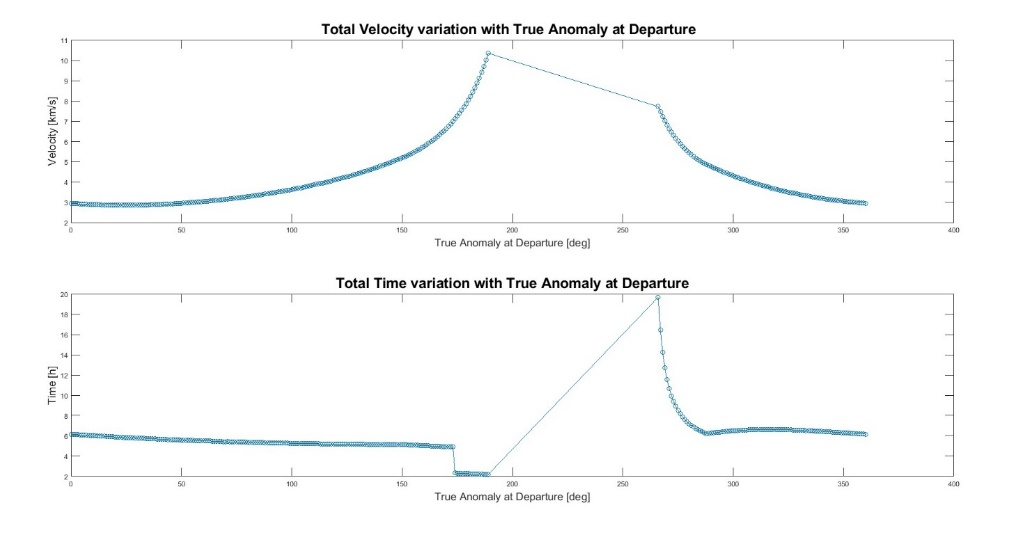 Total Velocity variation with True Anomaly at Departure
11
10
9
8
7
6
5
4
3
2
Velocity [km/s]
0 50 100 150 200 250 300 350 400
True Anomaly at Departure [deg]
Total Time variation with True Anomaly at Departure
20
18
16
14
12
10
8
6
4
2
Time [h]
0 50 100 150 200 250 300 350 400
True Anomaly at Departure [deg]